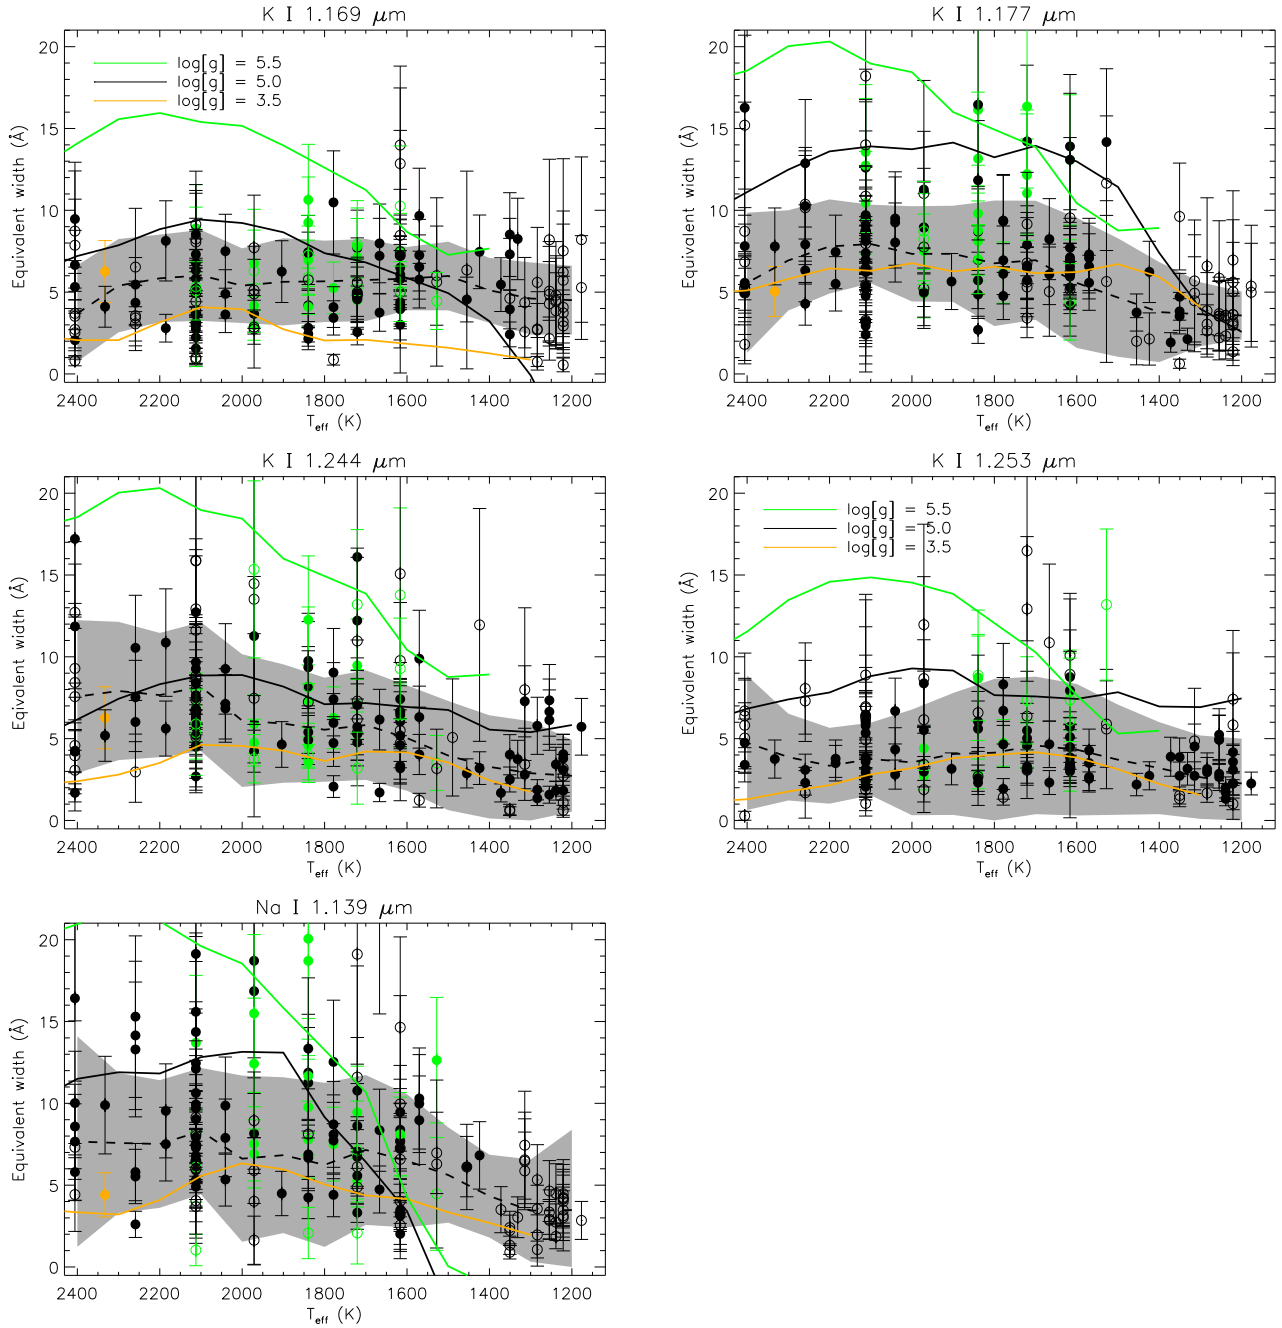 K I 1.169 μm
log[g] = 5.5
log[g] = 5.0
log[g] = 3.5
Equivalent width (Å)
20
15
10
5
0
2400 2200 2000 1800 1600 1400 1200
T_eff (K)
K I 1.177 μm
Equivalent width (Å)
20
15
10
5
0
2400 2200 2000 1800 1600 1400 1200
T_eff (K)
K I 1.244 μm
Eqivalent width (Å)
20
15
10
5
0
2400 2200 2000 1800 1600 1400 1200
T_eff (K)
K I 1.253 μm
log[g] = 5.5
log[g] = 5.0
log[g] = 3.5
Equivalent width (Å)
20
15
10
5
0
2400 2200 2000 1800 1600 1400 1200
T_eff (K)
Na I 1.139 μm
Equivalent width (Å)
20
15
10
5
0
2400 2200 2000 1800 1600 1400 1200
T_eff (K)